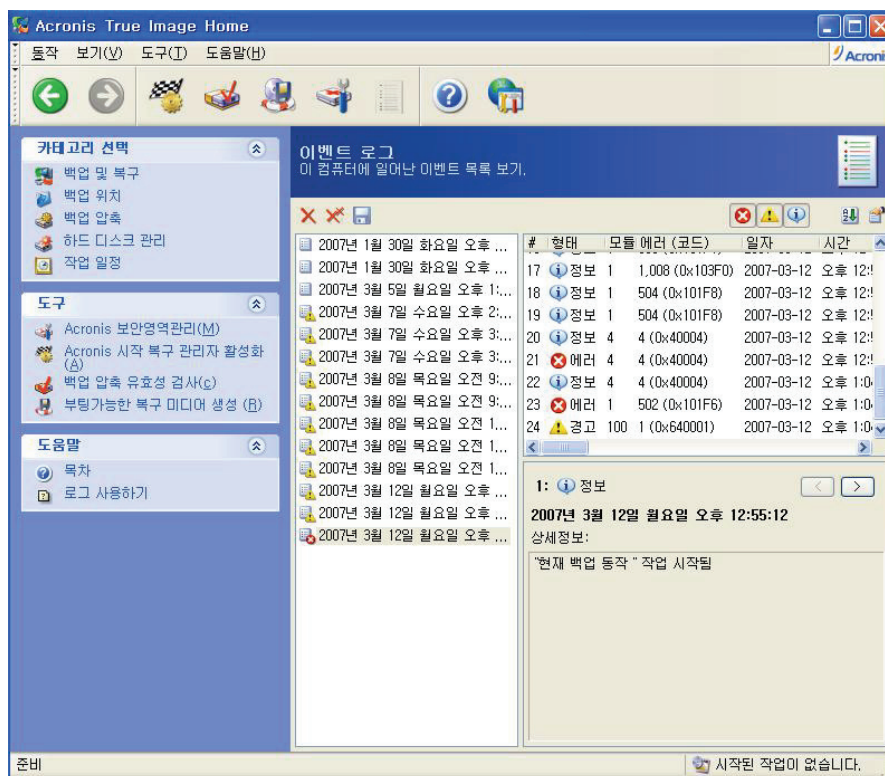 Acronis True Image Home
동작 보기(V) 도구(T) 도움말(H)
Acronis
카테고리 선택
백업 및 복구
백업 위치
백업 압축
하드 디스크 관리
작업 일정
도구
Acronis 보안영역관리(M)
Acronis 시작 복구 관리자 활성화
(A)
백업 압축 유효성 검사(c)
부팅가능한 복구 미디어 생성 (R)
도움말
목차
로그 사용하기
이벤트 로그
이 컴퓨터에 일어난 이벤트 목록 보기.
2007년 1월 30일 화요일 오후 ...
2007년 1월 30일 화요일 오후 ...
2007년 3월 5일 월요일 오후 1:...
2007년 3월 7일 수요일 오후 2:...
2007년 3월 7일 수요일 오후 3:...
2007년 3월 7일 수요일 오후 3:...
2007년 3월 8일 목요일 오전 9:...
2007년 3월 8일 목요일 오전 9:...
2007년 3월 8일 목요일 오전 1...
2007년 3월 8일 목요일 오전 1...
2007년 3월 8일 목요일 오전 1...
2007년 3월 12일 월요일 오후 ...
2007년 3월 12일 월요일 오후 ...
2007년 3월 12일 월요일 오후 ...
# 형태 모듈 에러 (코드) 일자 시간
17 정보 1 1,008 (0x103F0) 2007-03-12 오후 12:
18 정보 1 504 (0x101F8) 2007-03-12 오후 12:
19 정보 1 504 (0x101F8) 2007-03-12 오후 12:
20 정보 4 4 (0x40004) 2007-03-12 오후 12:
21 에러 4 4 (0x40004) 2007-03-12 오후 12:
22 정보 4 4 (0x40004) 2007-03-12 오후 1:0
23 에러 1 502 (0x101F6) 2007-03-12 오후 1:0
24 경고 100 1 (0x640001) 2007-03-12 오후 1:0
1: 정보
2007년 3월 12일 월요일 오후 12:55:12
상세정보:
"현재 백업 동작 " 작업 시작됨
준비
시작된 작업이 없습니다.